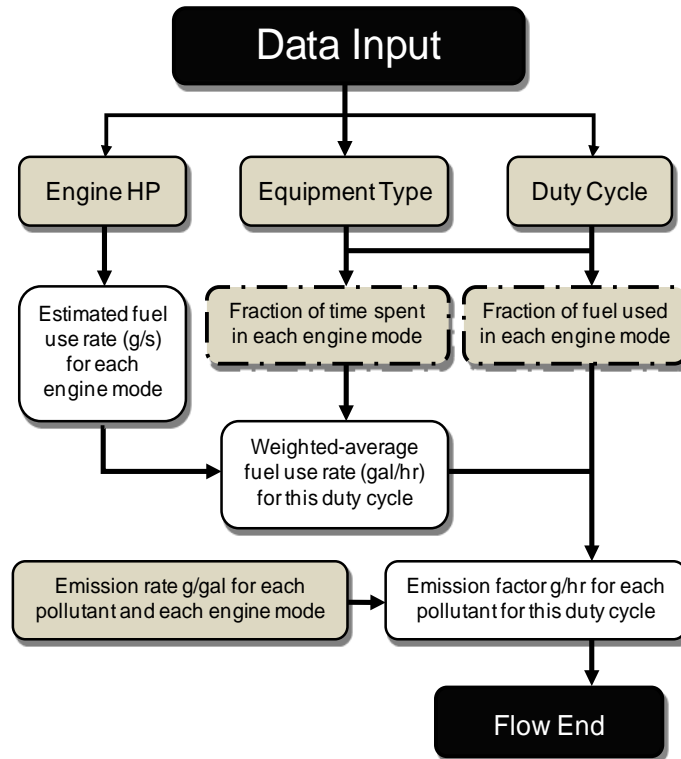 Data Input
Engine HP
Equipment Type
Duty Cycle
Estimated fuel
use rate (g/s)
for each
engine mode
Fraction of time spent
in each engine mode
Fraction of fuel used
in each engine mode
Weighted-average
fuel use rate (gal/hr)
for this duty cycle
Emission rate g/gal for each
pollutant and each engine mode
Emission factor g/hr for each
pollutant for this duty cycle
Flow End